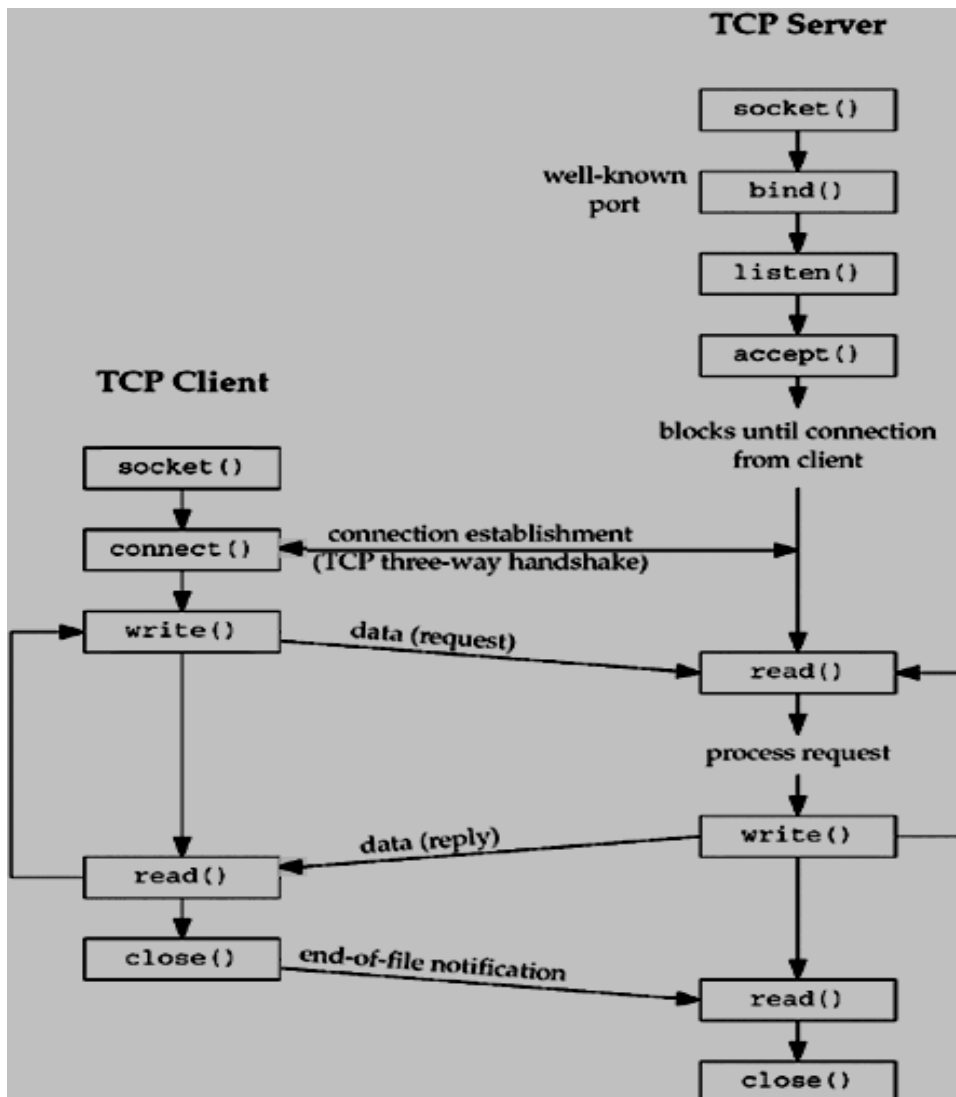 TCP Server
socket()
well-known
port
bind()
listen()
accept()
TCP Client
blocks until connection
from client
socket()
connection establishment
(TCP three-way handshake)
connect()
write()
data (request)
read()
process request
data (reply)
write()
read()
close()
end-of-file notification
read()
close()